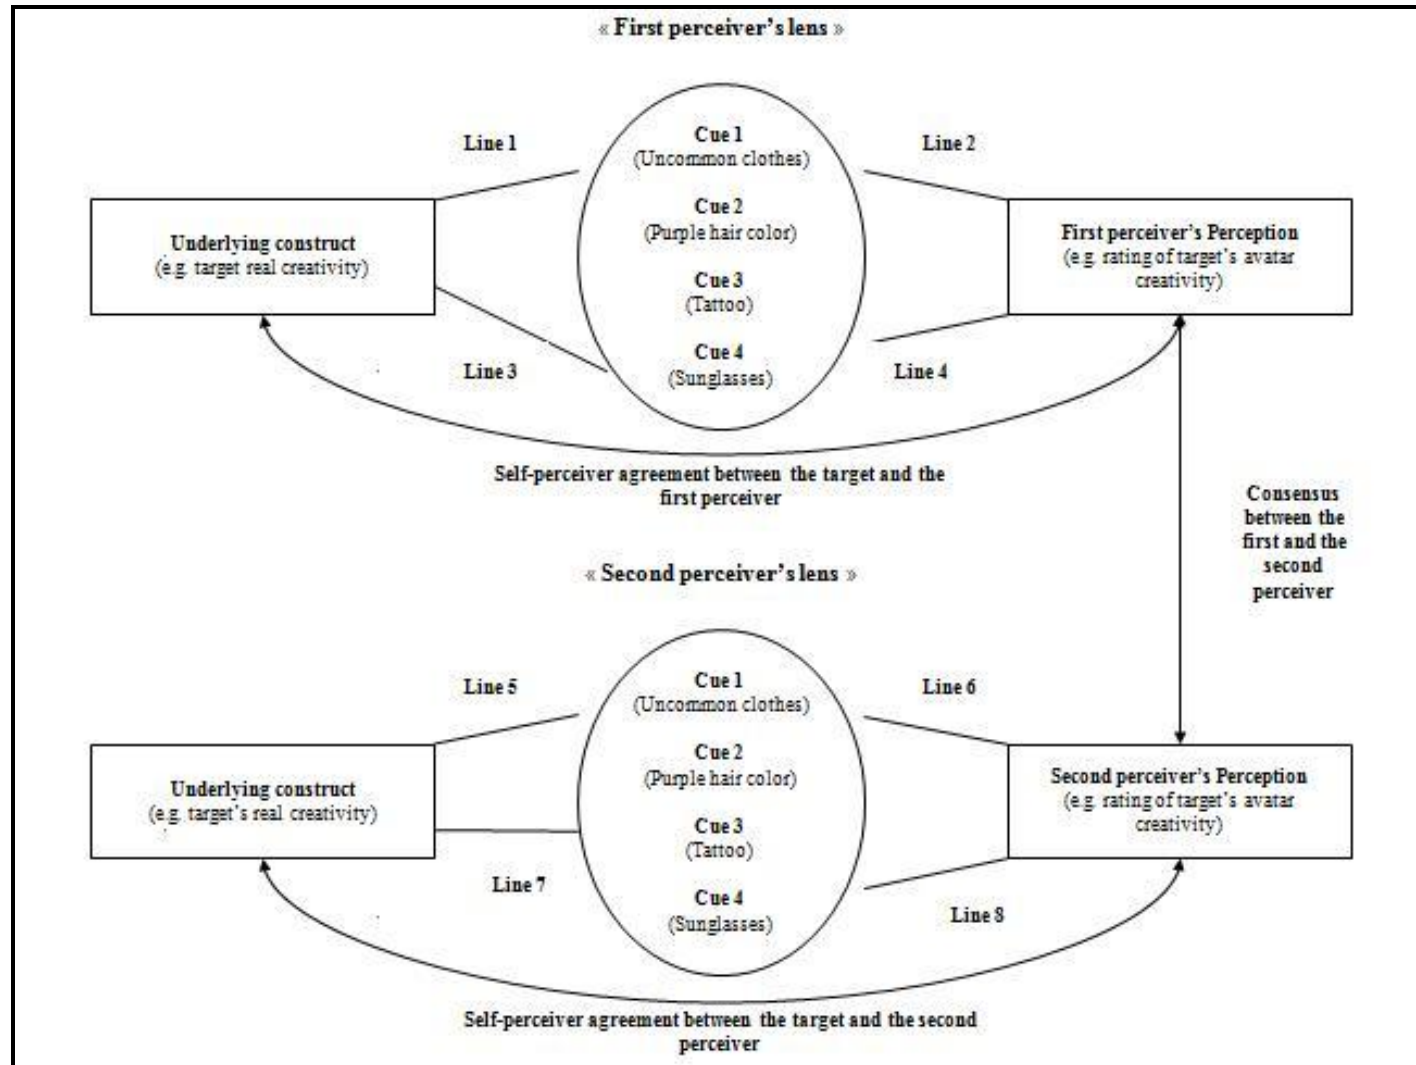 « First perceiver's lens »
Line 1
Cue 1
(Uncommon clothes)
Line 2
Cue 2
(Purple hair color)
Underlying construct
(e.g. target real creativity)
First perceiver's Perception
(e.g. rating of target's avatar
creativity)
Cue 3
(Tattoo)
Line 3
Cue 4
(Sunglasses)
Line 4
Self-perceiver agreement between the target and the
first perceiver
Consensus
between the
first and the
second
perceiver
« Second perceiver's lens »
Line 5
Cue 1
(Uncommon clothes)
Line 6
Cue 2
(Purple hair color)
Underlying construct
(e.g. target's real creativity)
Second perceiver's Perception
(e.g. rating of target's avatar
creativity)
Cue 3
(Tattoo)
Line 7
Cue 4
(Sunglasses)
Line 8
Self-perceiver agreement between the target and the second
perceiver